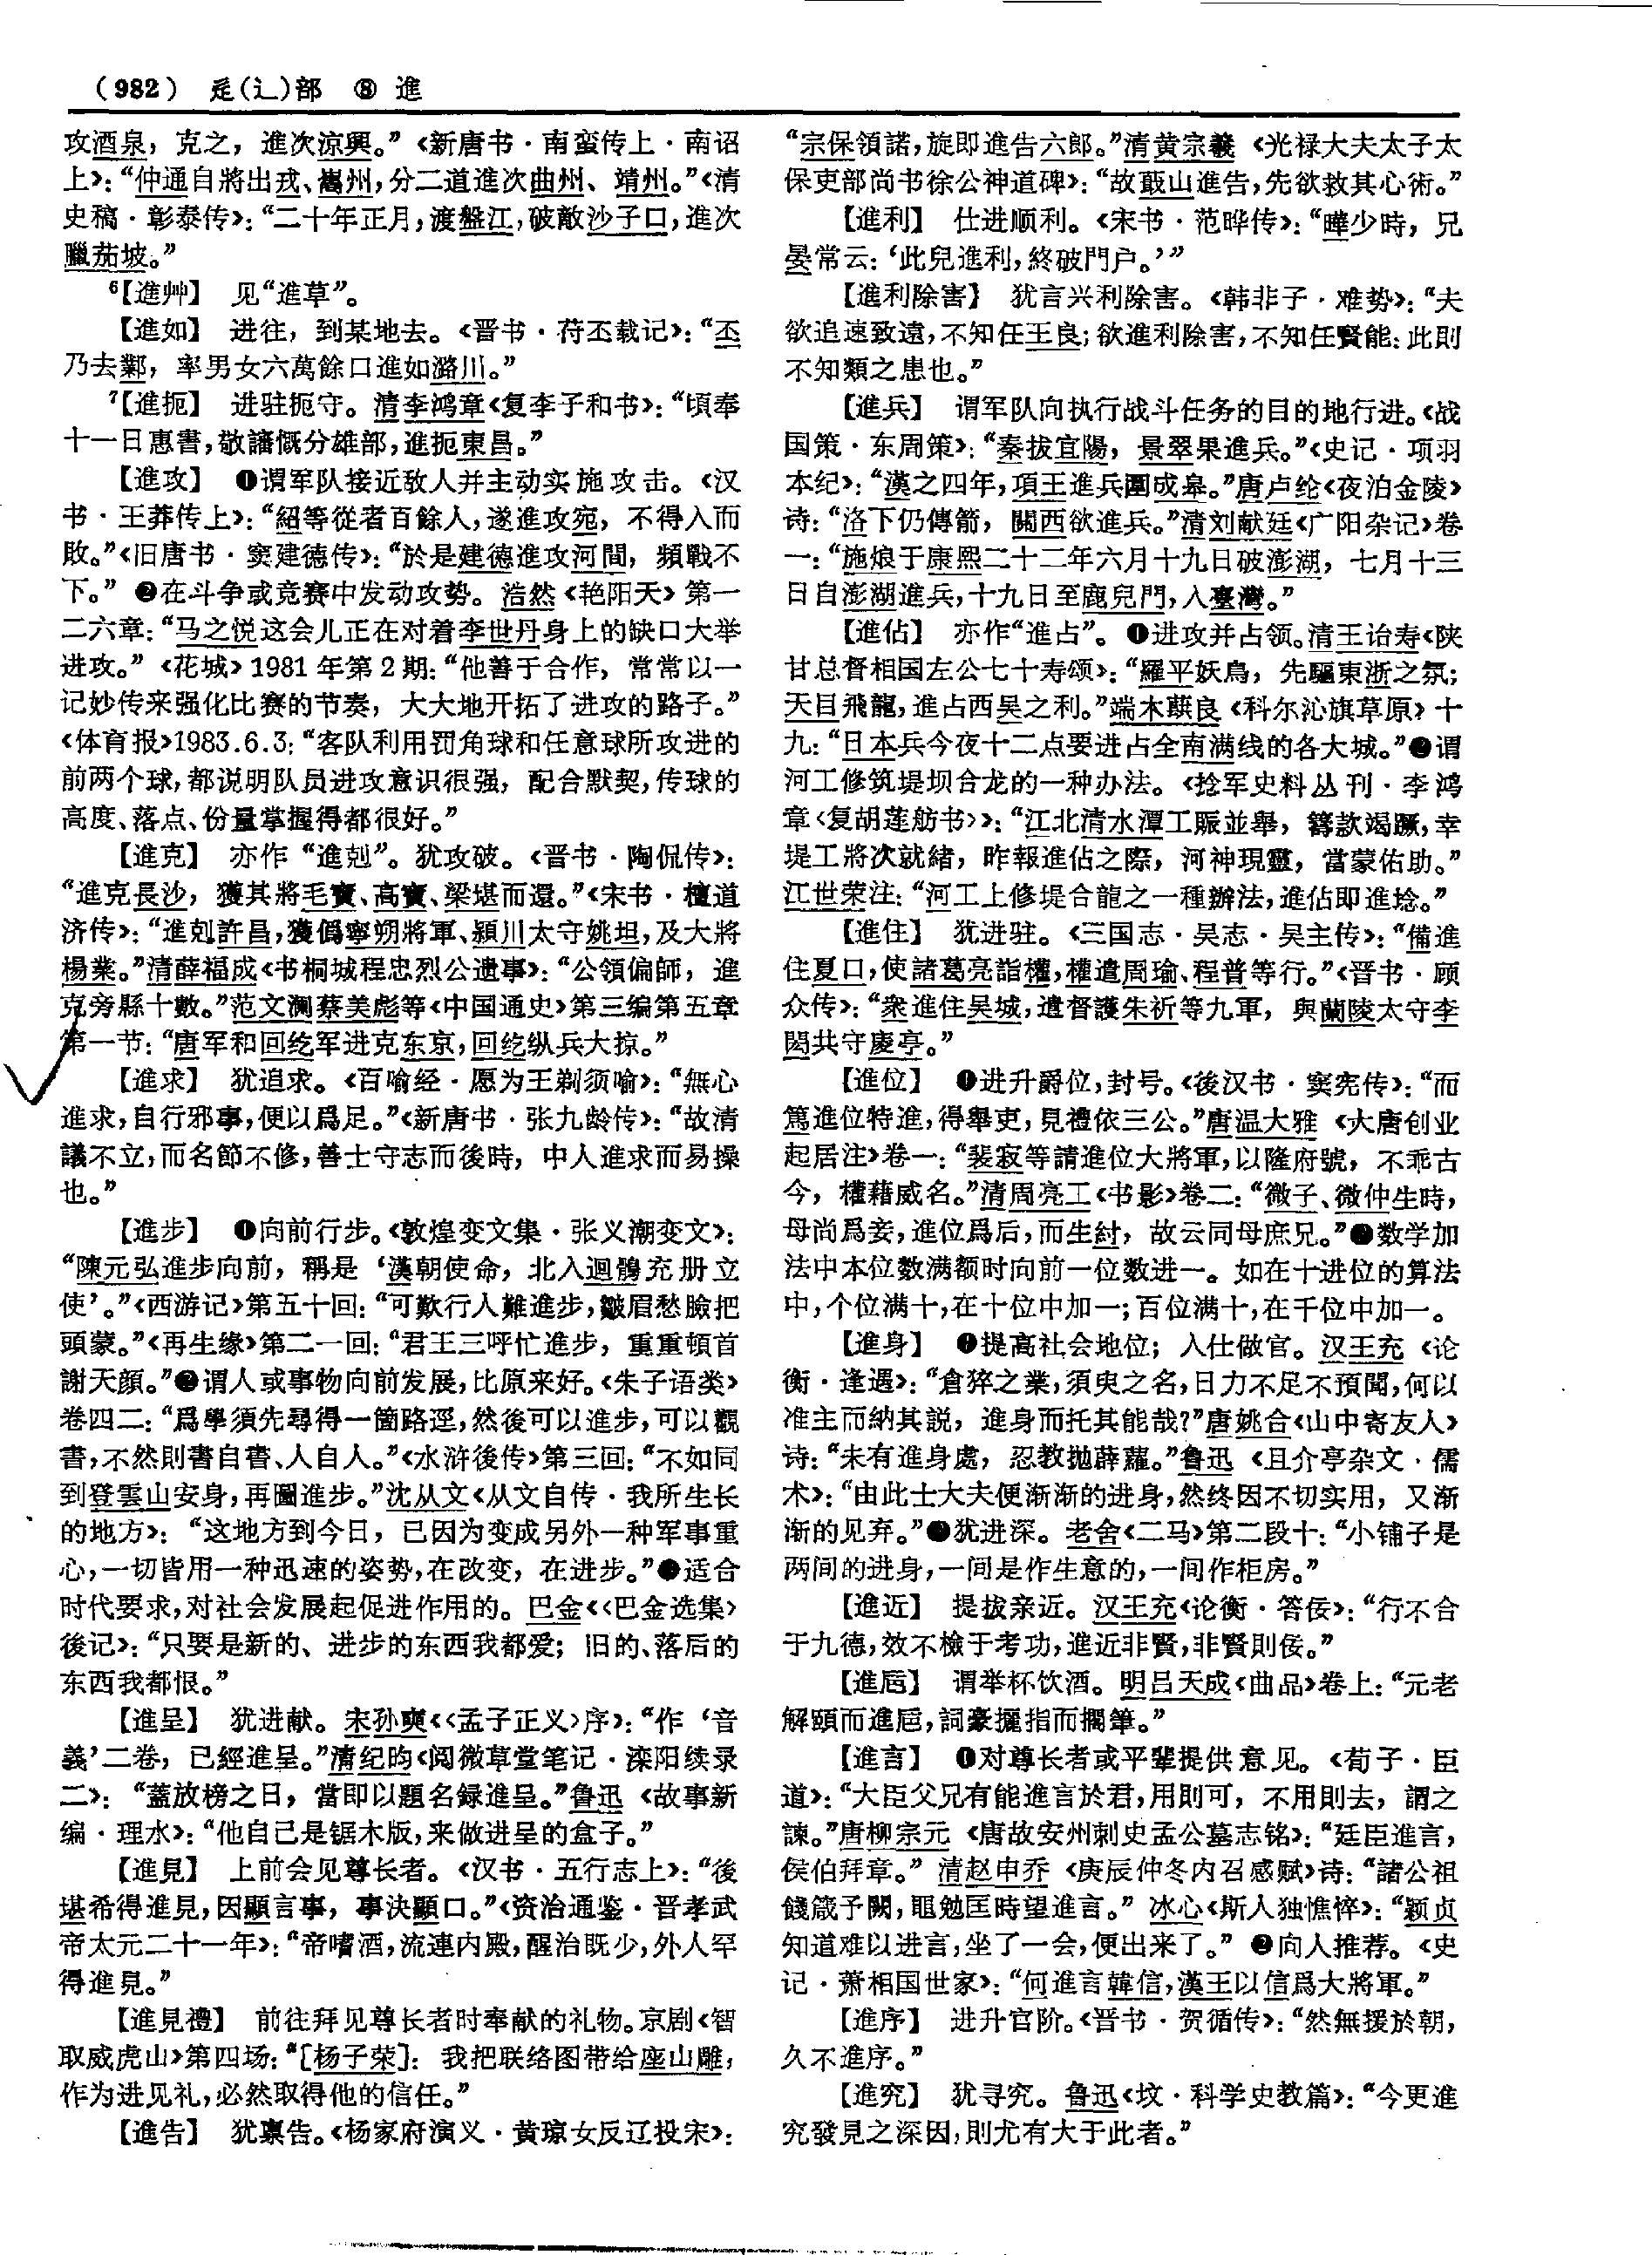 （982） 辵(辶)部 ⑧ 進
攻酒泉，克之，進次涼興。”《新唐书·南蛮传上·南诏
上》：“仲通自將出戎、巂州，分二道進次曲州、靖州。”《清
史稿·彰泰传》：“二十年正月，渡盤江，破敵沙子口，進次
臘茄坡。”
⁶【進艸】 见“進草”。
【進如】 进往，到某地去。《晋书·苻丕载记》：“丕
乃去鄴，率男女六萬餘口進如潞川。”
⁷【進扼】 进驻扼守。清李鸿章《复李子和书》：“頃奉
十一日惠書，敬讅慨分雄部，進扼東昌。”
【進攻】 ❶谓军队接近敌人并主动实施攻击。《汉
书·王莽传上》：“紹等從者百餘人，遂進攻宛，不得入而
敗。”《旧唐书·窦建德传》：“於是建德進攻河間，頻戰不
下。” ❷在斗争或竞赛中发动攻势。浩然《艳阳天》第一
二六章：“马之悦这会儿正在对着李世丹身上的缺口大举
进攻。”《花城》1981年第2期：“他善于合作，常常以一
记妙传来强化比赛的节奏，大大地开拓了进攻的路子。”
《体育报》1983.6.3：“客队利用罚角球和任意球所攻进的
前两个球，都说明队员进攻意识很强，配合默契，传球的
高度、落点、份量掌握得都很好。”
【進克】 亦作“進剋”。犹攻破。《晋书·陶侃传》：
“進克長沙，獲其將毛寶、高寶、梁堪而還。”《宋书·檀道
济传》：“進剋許昌，獲僞寧朔將軍、潁川太守姚坦，及大將
楊業。”清薛福成《书桐城程忠烈公遗事》：“公領偏師，進
克旁縣十數。”范文澜蔡美彪等《中国通史》第三编第五章
第一节：“唐军和回纥军进克东京，回纥纵兵大掠。”
【進求】 犹追求。《百喻经·愿为王剃须喻》：“無心
進求，自行邪事，便以爲足。”《新唐书·张九龄传》：“故清
議不立，而名節不修，善士守志而後時，中人進求而易操
也。”
【進步】 ❶向前行步。《敦煌变文集·张义潮变文》：
“陳元弘進步向前，稱是‘漢朝使命，北入迴鶻充册立
使’。”《西游记》第五十回：“可歎行人難進步，皺眉愁臉把
頭蒙。”《再生缘》第二一回：“君王三呼忙進步，重重頓首
謝天顔。”❷谓人或事物向前发展，比原来好。《朱子语类》
卷四二：“爲學須先尋得一箇路逕，然後可以進步，可以觀
書，不然則書自書、人自人。”《水浒後传》第三回：“不如同
到登雲山安身，再圖進步。”沈从文《从文自传·我所生长
的地方》：“这地方到今日，已因为变成另外一种军事重
心，一切皆用一种迅速的姿势，在改变，在进步。”❸适合
时代要求，对社会发展起促进作用的。巴金《〈巴金选集〉
後记》：“只要是新的、进步的东西我都爱；旧的、落后的
东西我都恨。”
【進呈】 犹进献。宋孙奭《〈孟子正义〉序》：“作‘音
義’二卷，已經進呈。”清纪昀《阅微草堂笔记·滦阳续录
二》：“蓋放榜之日，當即以題名録進呈。”鲁迅《故事新
编·理水》：“他自己是锯木版，来做进呈的盒子。”
【進見】 上前会见尊长者。《汉书·五行志上》：“後
堪希得進見，因顯言事，事決顯口。”《资治通鉴·晋孝武
帝太元二十一年》：“帝嗜酒，流連内殿，醒治既少，外人罕
得進見。”
【進見禮】 前往拜见尊长者时奉献的礼物。京剧《智
取威虎山》第四场：“［杨子荣］：我把联络图带给座山雕，
作为进见礼，必然取得他的信任。”
【進告】 犹禀告。《杨家府演义·黄琼女反辽投宋》：
“宗保領諾，旋即進告六郎。”清黄宗羲《光禄大夫太子太
保吏部尚书徐公神道碑》：“故戢山進告，先欲救其心術。”
【進利】 仕进顺利。《宋书·范晔传》：“曄少時，兄
晏常云：‘此兒進利，終破門户。’”
【進利除害】 犹言兴利除害。《韩非子·难势》：“夫
欲追速致遠，不知任王良；欲進利除害，不知任賢能：此則
不知類之患也。”
【進兵】 谓军队向执行战斗任务的目的地行进。《战
国策·东周策》：“秦拔宜陽，景翠果進兵。”《史记·项羽
本纪》：“漢之四年，項王進兵圍成皋。”唐卢纶《夜泊金陵》
诗：“洛下仍傳箭，關西欲進兵。”清刘献廷《广阳杂记》卷
一：“施烺于康熙二十二年六月十九日破澎湖，七月十三
日自澎湖進兵，十九日至鹿兒門，入臺灣。”
【進佔】 亦作“進占”。❶进攻并占领。清王诒寿《陕
甘总督相国左公七十寿颂》：“羅平妖鳥，先驅東浙之氛；
天目飛龍，進占西吴之利。”端木蕻良《科尔沁旗草原》十
九：“日本兵今夜十二点要进占全南满线的各大城。”❷谓
河工修筑堤坝合龙的一种办法。《捻军史料丛刊·李鸿
章〈复胡莲舫书〉》：“江北清水潭工賑並舉，籌款竭蹶，幸
堤工將次就緒，昨報進佔之際，河神現靈，當蒙佑助。”
江世荣注：“河工上修堤合龍之一種辦法，進佔即進埝。”
【進住】 犹进驻。《三国志·吴志·吴主传》：“備進
住夏口，使諸葛亮詣權，權遣周瑜、程普等行。”《晋书·顾
众传》：“衆進住吴城，遣督護朱祈等九軍，與蘭陵太守李
閎共守庱亭。”
【進位】 ❶进升爵位，封号。《後汉书·窦宪传》：“而
篤進位特進，得舉吏，見禮依三公。”唐温大雅《大唐创业
起居注》卷一：“裴寂等請進位大將軍，以隆府號，不乖古
今，權藉威名。”清周亮工《书影》卷二：“微子、微仲生時，
母尚爲妾，進位爲后，而生紂，故云同母庶兄。”❷数学加
法中本位数满额时向前一位数进一。如在十进位的算法
中，个位满十，在十位中加一；百位满十，在千位中加一。
【進身】 ❶提高社会地位；入仕做官。汉王充《论
衡·逢遇》：“倉猝之業，須臾之名，日力不足不預聞，何以
准主而納其説，進身而托其能哉？”唐姚合《山中寄友人》
诗：“未有進身處，忍教抛薜蘿。”鲁迅《且介亭杂文·儒
术》：“由此士大夫便渐渐的进身，然终因不切实用，又渐
渐的见弃。”❷犹进深。老舍《二马》第二段十：“小铺子是
两间的进身，一间是作生意的，一间作柜房。”
【進近】 提拔亲近。汉王充《论衡·答佞》：“行不合
于九德，效不檢于考功，進近非賢，非賢則佞。”
【進巵】 谓举杯饮酒。明吕天成《曲品》卷上：“元老
解頤而進巵，詞豪攦指而擱筆。”
【進言】 ❶对尊长者或平辈提供意见。《荀子·臣
道》：“大臣父兄有能進言於君，用則可，不用則去，謂之
諫。”唐柳宗元《唐故安州刺史孟公墓志铭》：“廷臣進言，
侯伯拜章。”清赵申乔《庚辰仲冬内召感赋》诗：“諸公祖
餞箴予闕，黽勉匡時望進言。”冰心《斯人独憔悴》：“颖贞
知道难以进言，坐了一会，便出来了。” ❷向人推荐。《史
记·萧相国世家》：“何進言韓信，漢王以信爲大將軍。”
【進序】 进升官阶。《晋书·贺循传》：“然無援於朝，
久不進序。”
【進究】 犹寻究。鲁迅《坟·科学史教篇》：“今更進
究發見之深因，則尤有大于此者。”